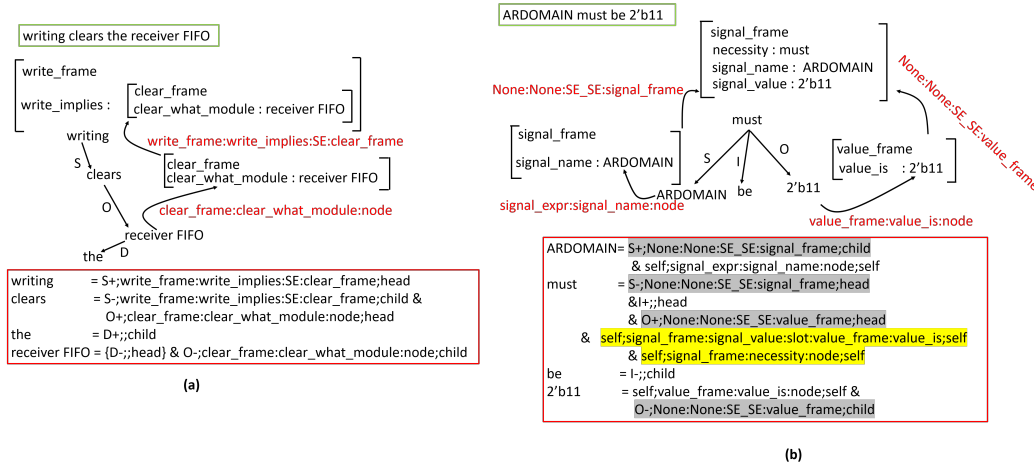 writing clears the receiver FIFO
write_frame
write_implies :
clear_frame
clear_what_module : receiver FIFO
writing
write_frame:write_implies:SE:clear_frame
S
clears
clear_frame
clear_what_module : receiver FIFO
O
clear_frame:clear_what_module:node
receiver FIFO
the
D
writing = S+;write_frame:write_implies:SE:clear_frame;head
clears = S-;write_frame:write_implies:SE:clear_frame;child &
O+;clear_frame:clear_what_module:node;head
the = D+;;child
receiver FIFO = {D-;;head} & O-;clear_frame:clear_what_module:node;child
(a)
ARDOMAIN must be 2’b11
signal_frame
necessity : must
signal_name : ARDOMAIN
signal_value : 2’b11
None:None:SE_SE:signal_frame
None:None:SE_SE:value_frame
must
signal_frame
signal_name : ARDOMAIN
S
I
O
value_frame
value_is : 2’b11
ARDOMAIN
be
2’b11
signal_expr:signal_name:node
value_frame:value_is:node
ARDOMAIN= S+;None:None:SE_SE:signal_frame;child
& self;signal_expr:signal_name:node;self
must = S-;None:None:SE_SE:signal_frame;head
&I+;;head
& O+;None:None:SE_SE:value_frame;head
& self;signal_frame:signal_value:slot:value_frame:value_is;self
& self;signal_frame:necessity:node;self
be = I-;;child
2’b11 = self;value_frame:value_is:node;self &
O-;None:None:SE_SE:value_frame;child
(b)